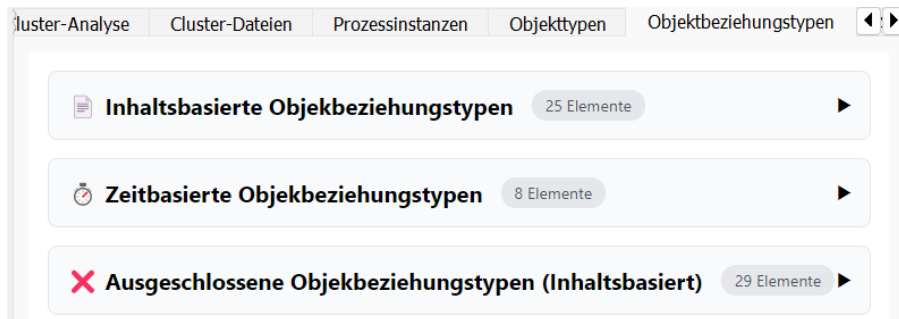 luster-Analyse Cluster-Dateien Prozessinstanzen Objekttypen Objektbeziehungstypen
Inhaltsbasierte Objekbeziehungstypen 25 Elemente
Zeitbasierte Objekbeziehungstypen 8 Elemente
Ausgeschlossene Objekbeziehungstypen (Inhaltsbasiert) 29 Elemente